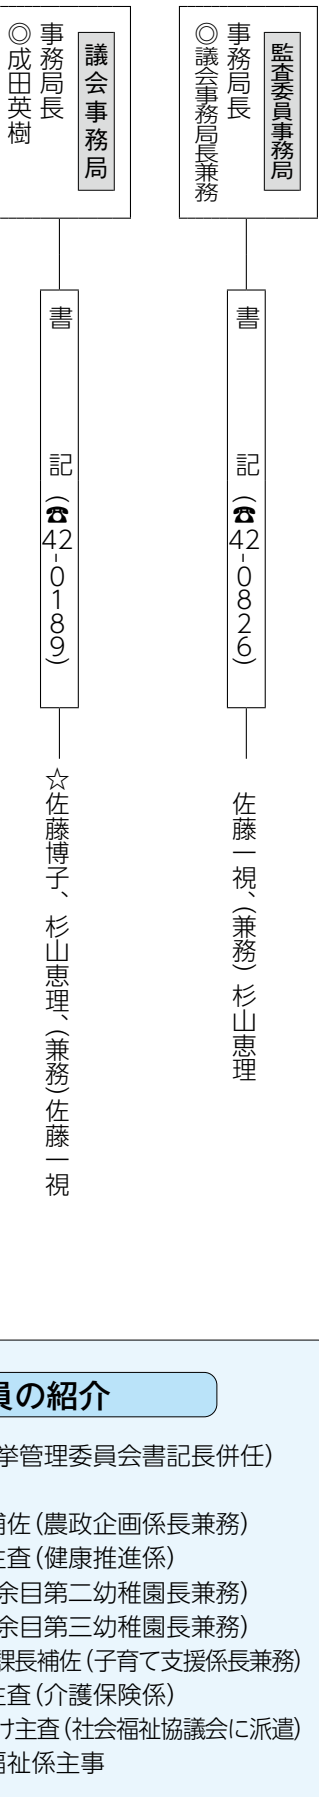 監査委員事務局
事務局長
◎議会事務局長兼務
書記(☎42-0826)
佐藤一視、(兼務)杉山恵理
議会事務局
事務局長
◎成田英樹
書記(☎42-0189)
☆佐藤博子、杉山恵理、(兼務)佐藤一視
員の紹介
挙管理委員会書記長併任)
補佐(農政企画係長兼務)
主査(健康推進係)
余目第二幼稚園長兼務)
余目第三幼稚園長兼務)
課長補佐(子育て支援係長兼務)
主査(介護保険係)
け主査(社会福祉協議会に派遣)
福祉係主事